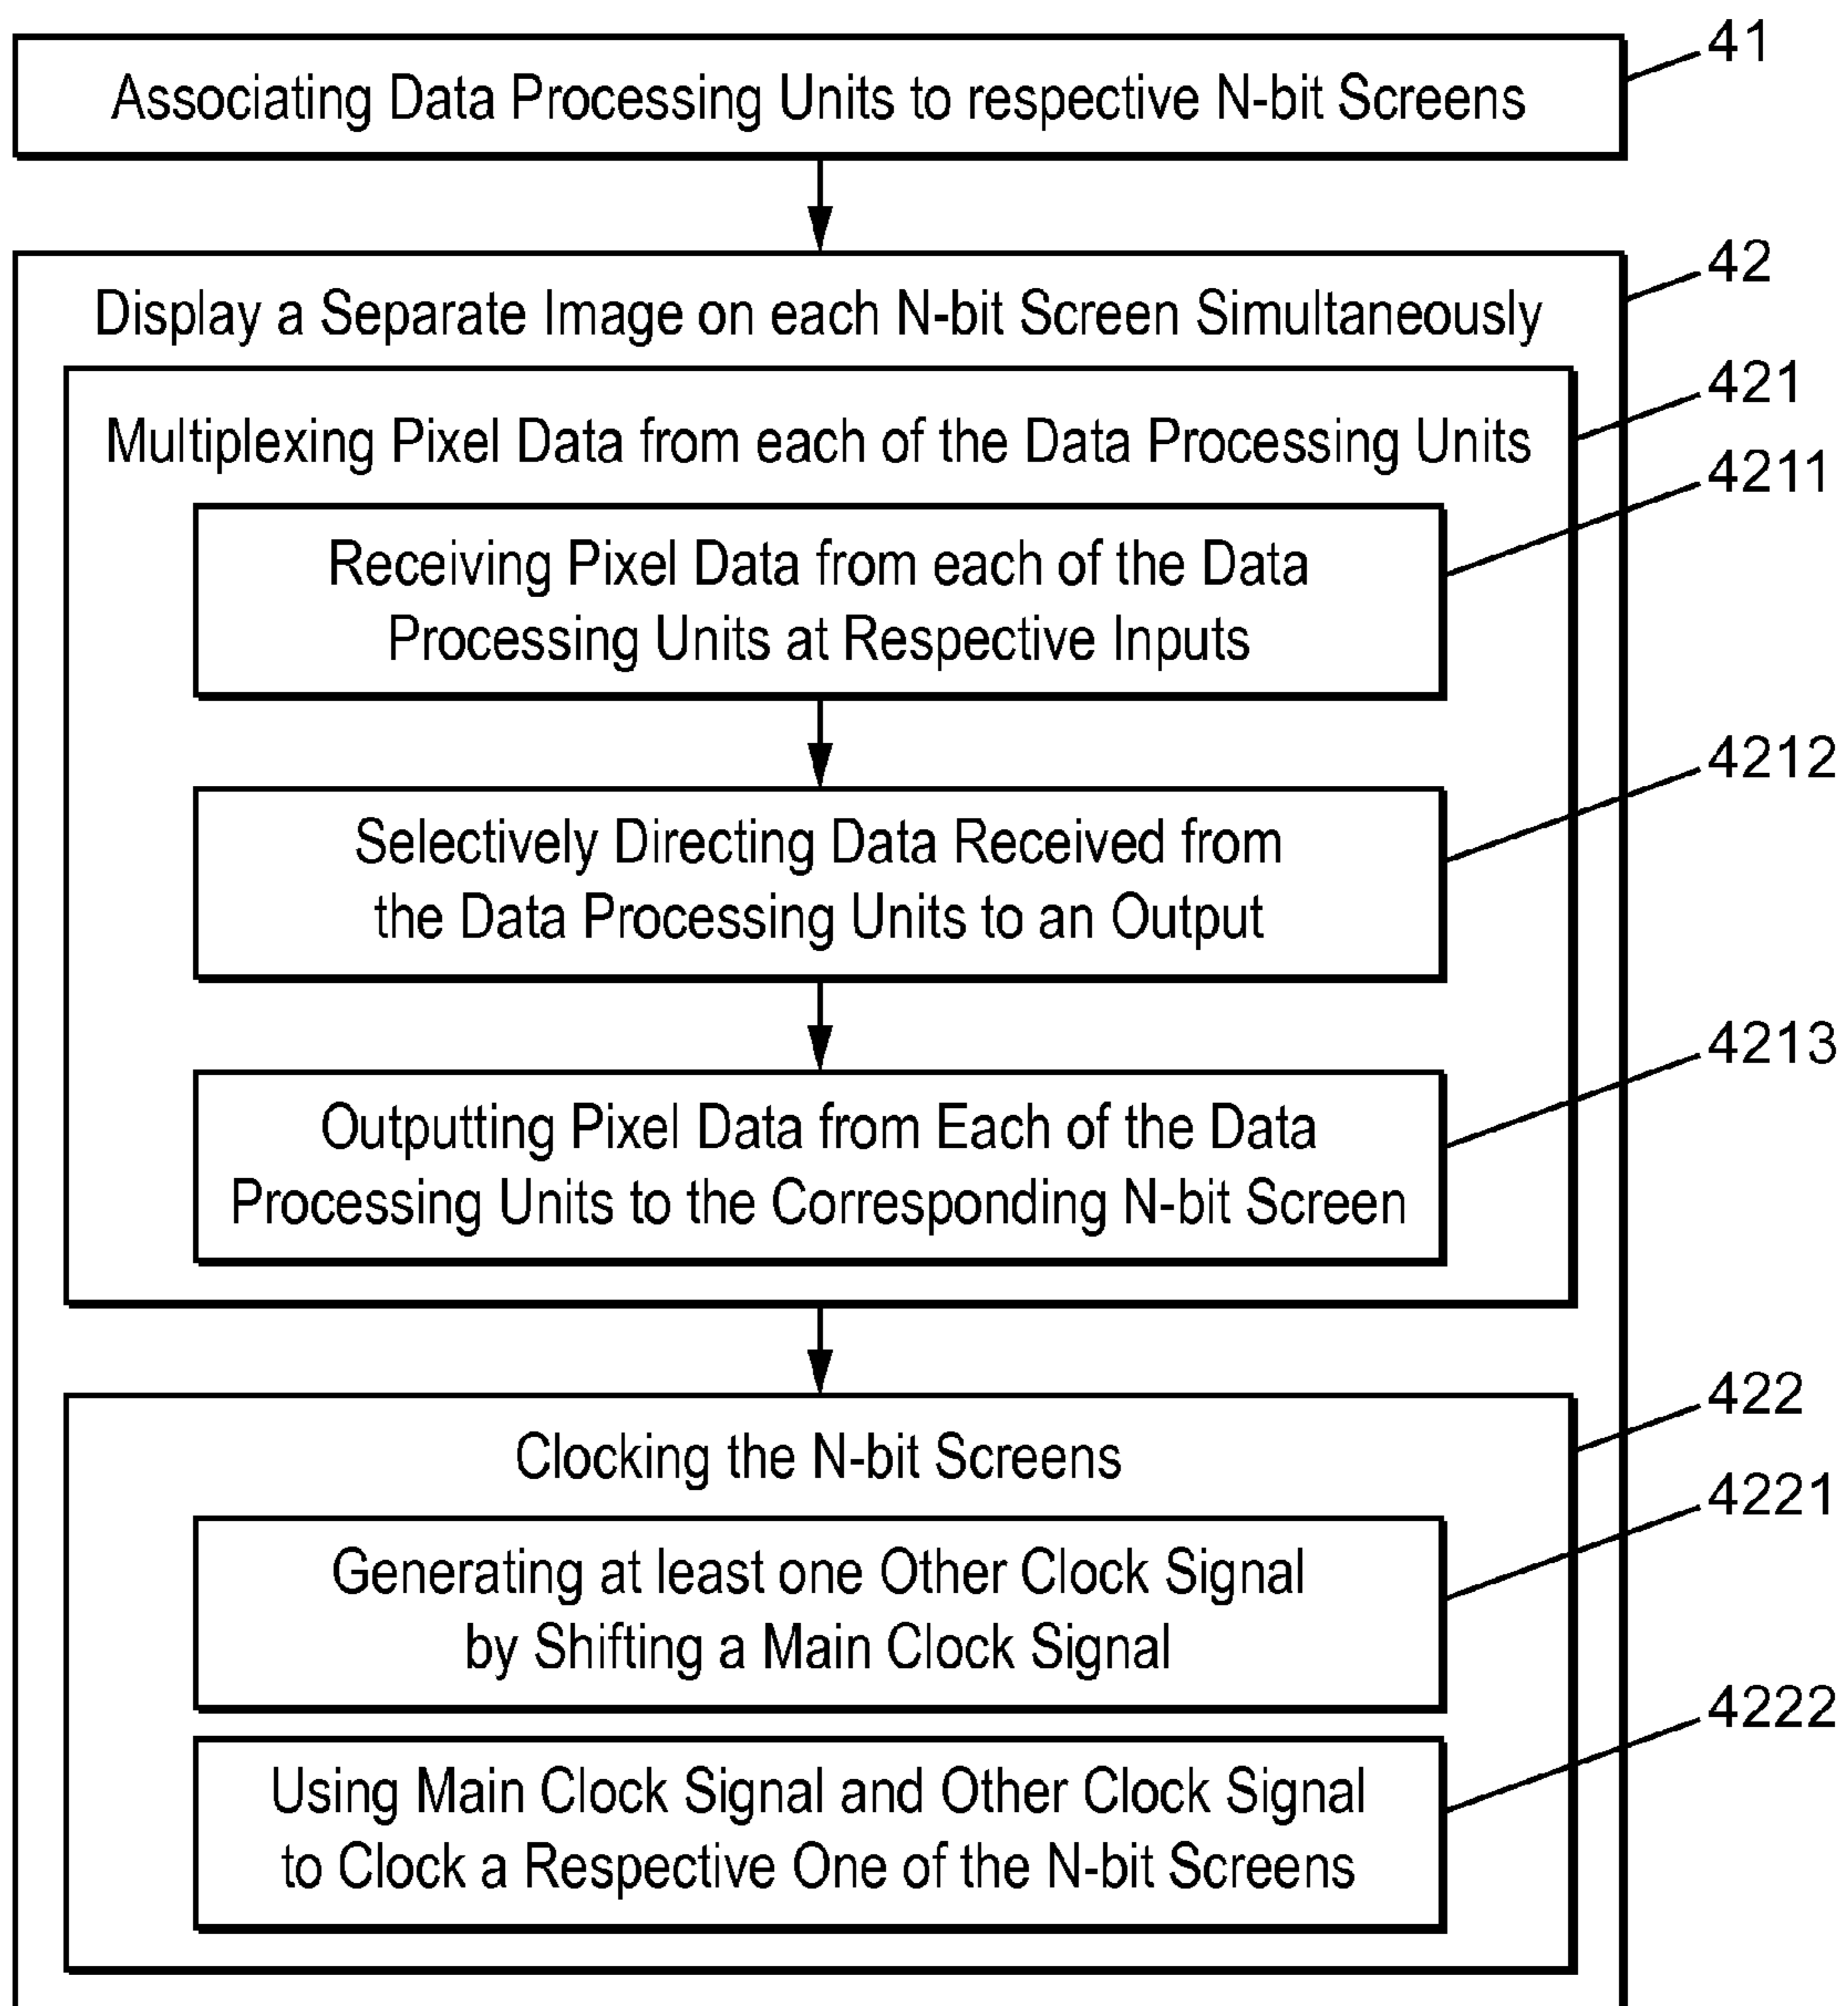 41
Associating Data Processing Units to respective N-bit Screens
42
Display a Separate Image on each N-bit Screen Simultaneously
421
Multiplexing Pixel Data from each of the Data Processing Units
4211
Receiving Pixel Data from each of the Data
Processing Units at Respective Inputs
4212
Selectively Directing Data Received from
the Data Processing Units to an Output
4213
Outputting Pixel Data from Each of the Data
Processing Units to the Corresponding N-bit Screen
422
Clocking the N-bit Screens
4221
Generating at least one Other Clock Signal
by Shifting a Main Clock Signal
4222
Using Main Clock Signal and Other Clock Signal
to Clock a Respective One of the N-bit Screens